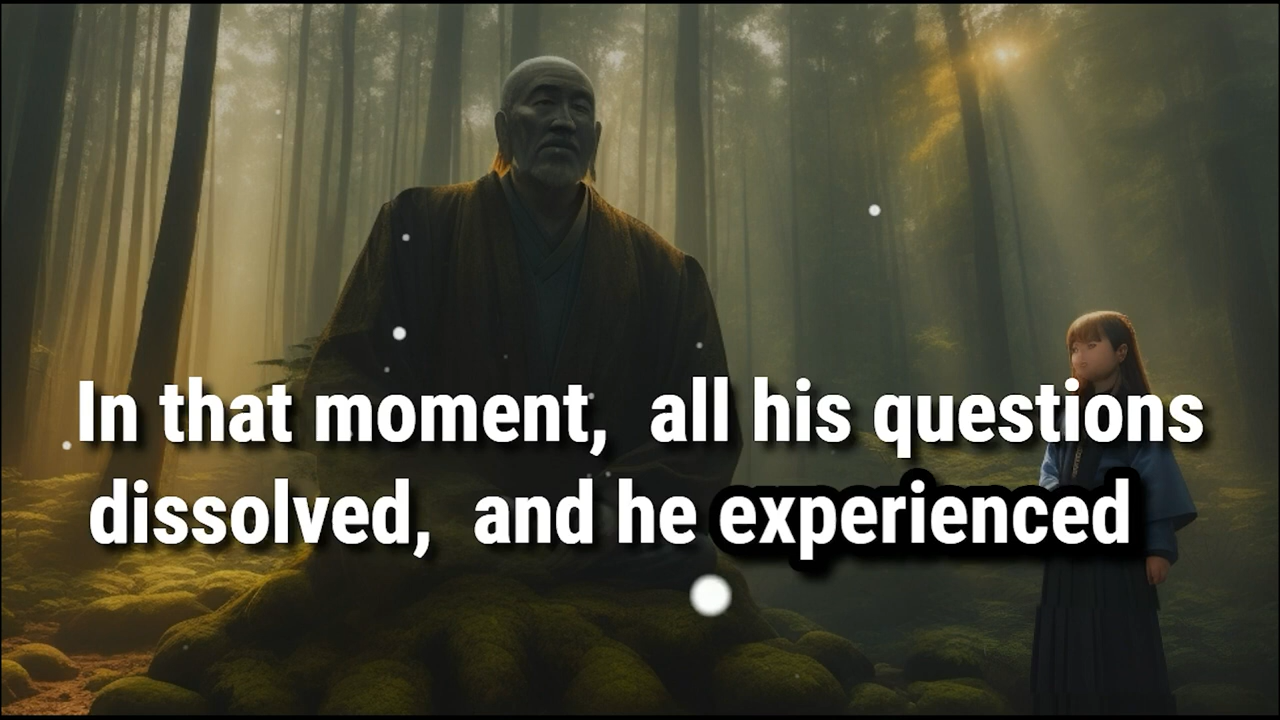 In that moment, all his questions
dissolved, and he experienced